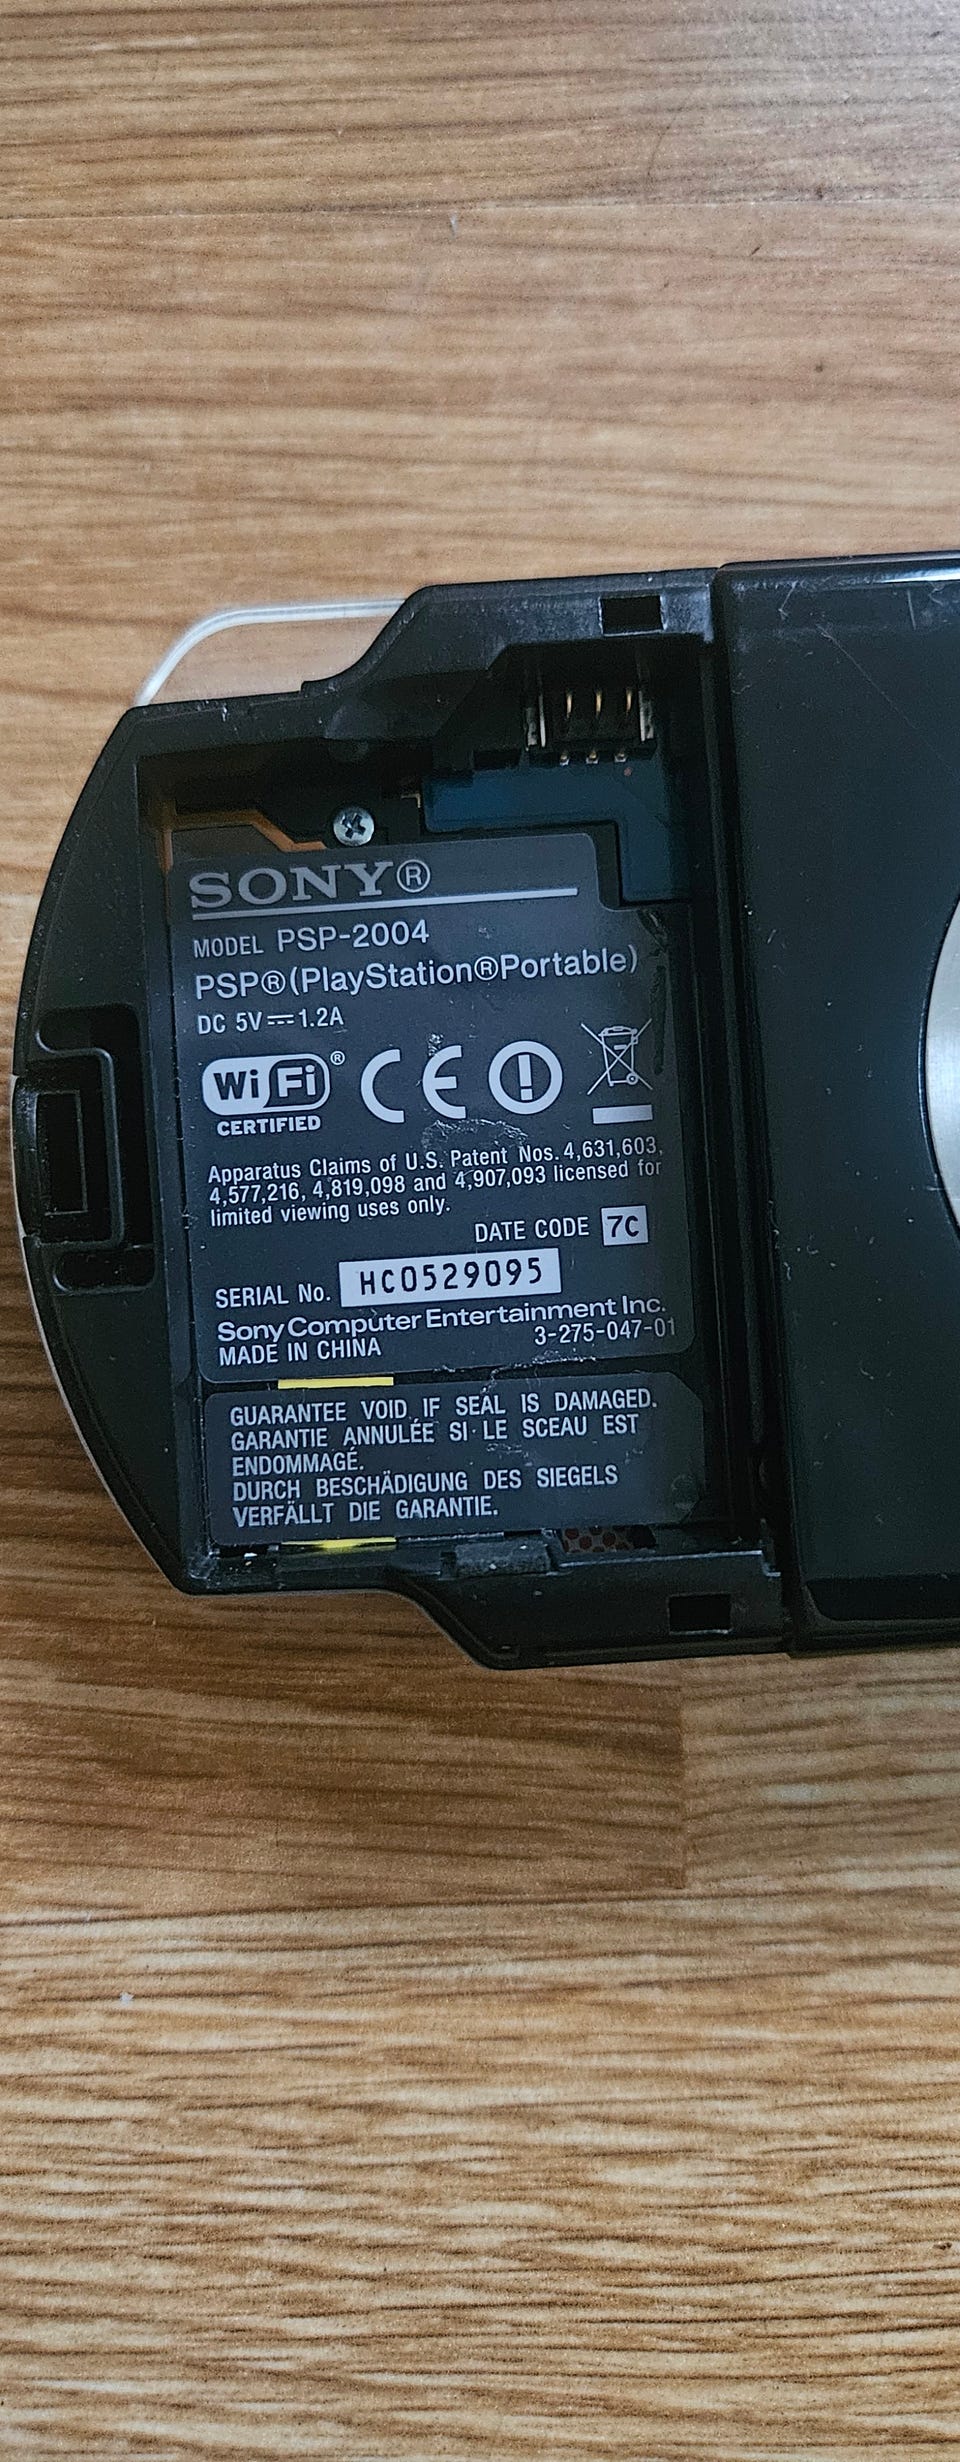 SONY®
MODEL PSP-2004
PSP®(PlayStation®Portable)
DC 5V⎓1.2A
Wi Fi®
CERTIFIED
CE
Apparatus Claims of U.S. Patent Nos. 4,631,603,
4,577,216, 4,819,098 and 4,907,093 licensed for
limited viewing uses only.
DATE CODE 7C
SERIAL No. HC0529095
Sony Computer Entertainment Inc.
MADE IN CHINA 3-275-047-01
GUARANTEE VOID IF SEAL IS DAMAGED.
GARANTIE ANNULÉE SI LE SCEAU EST
ENDOMMAGÉ.
DURCH BESCHÄDIGUNG DES SIEGELS
VERFÄLLT DIE GARANTIE.